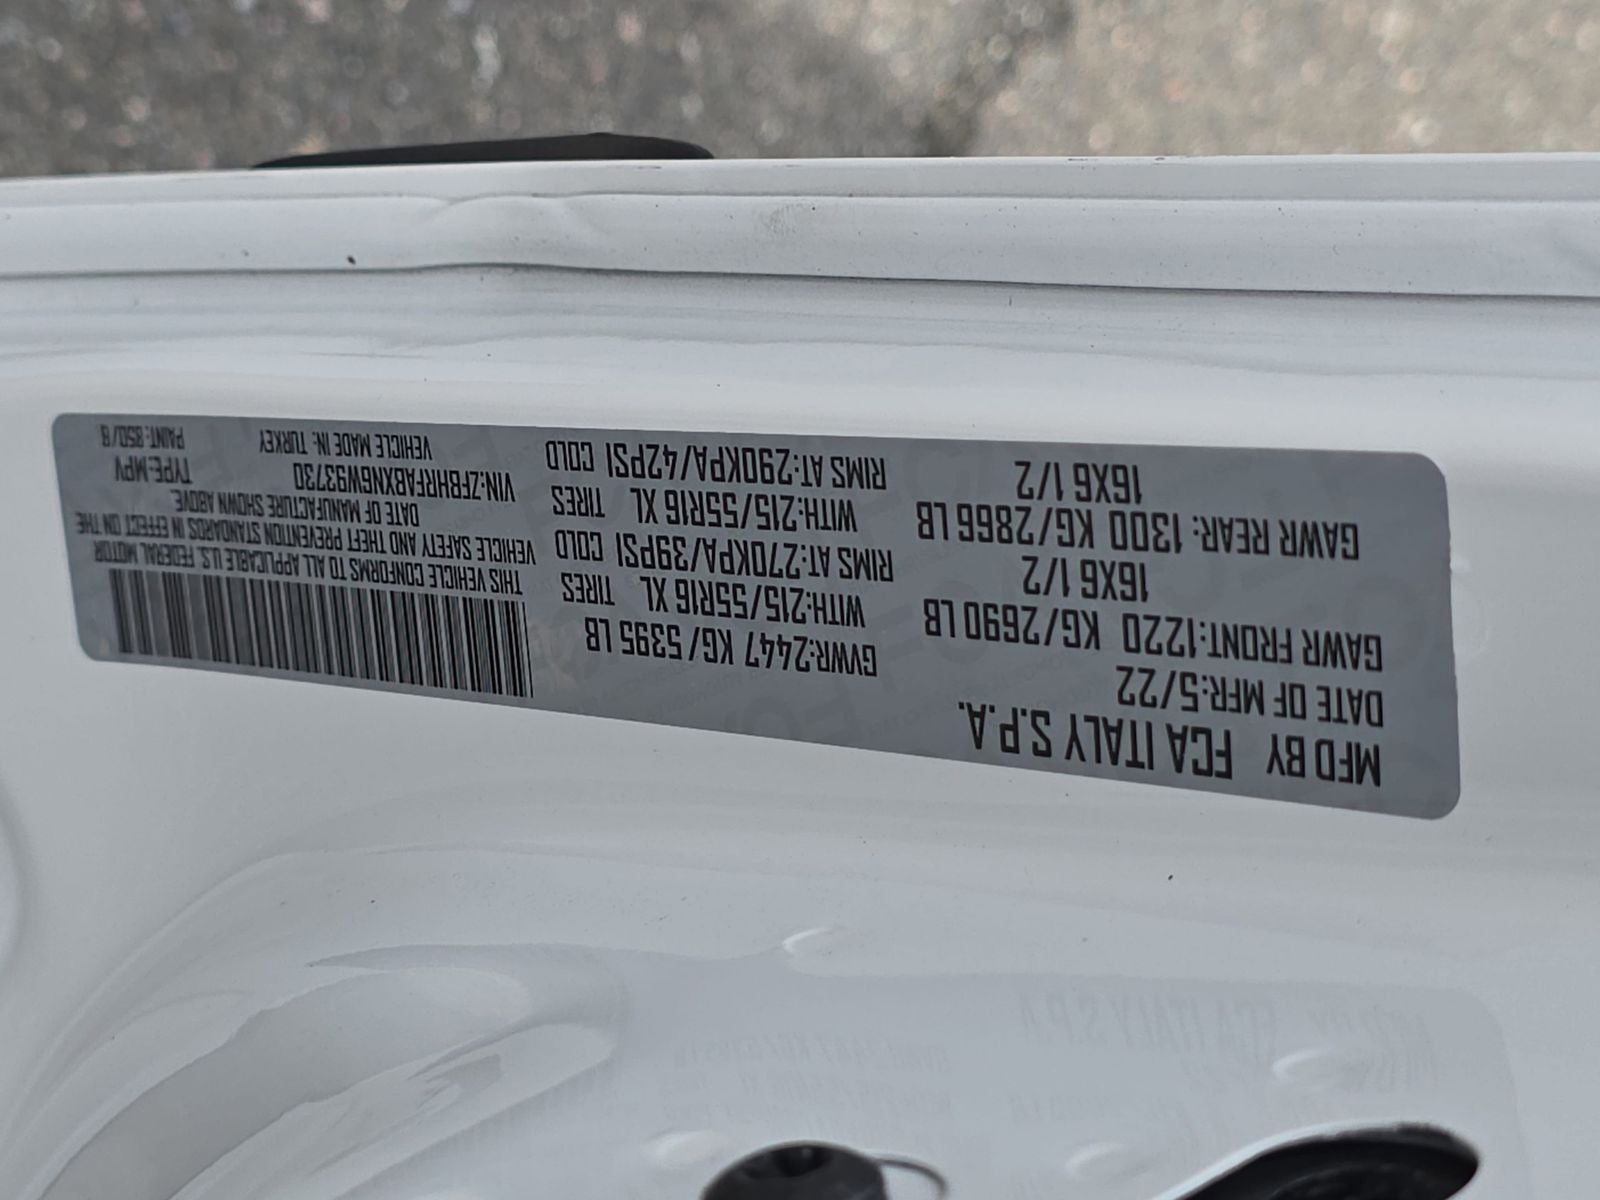 MFD BY FCA ITALY S.P.A.
DATE OF MFR:5/22 GVWR:2447 KG/5395 LB
GAWR FRONT:1220 KG/2690 LB WITH:215/55R16 XL TIRES
16X6 1/2 RIMS AT:270KPA/39PSI COLD
GAWR REAR: 1300 KG/2866 LB WITH:215/55R16 XL TIRES
16X6 1/2 RIMS AT:290KPA/42PSI COLD
THIS VEHICLE CONFORMS TO ALL APPLICABLE U.S. FEDERAL MOTOR
VEHICLE SAFETY AND THEFT PREVENTION STANDARDS IN EFFECT ON THE
DATE OF MANUFACTURE SHOWN ABOVE.
VIN:ZFBHRFABXN6W93730 TYPE:MPV
VEHICLE MADE IN: TURKEY PAINT:850/B